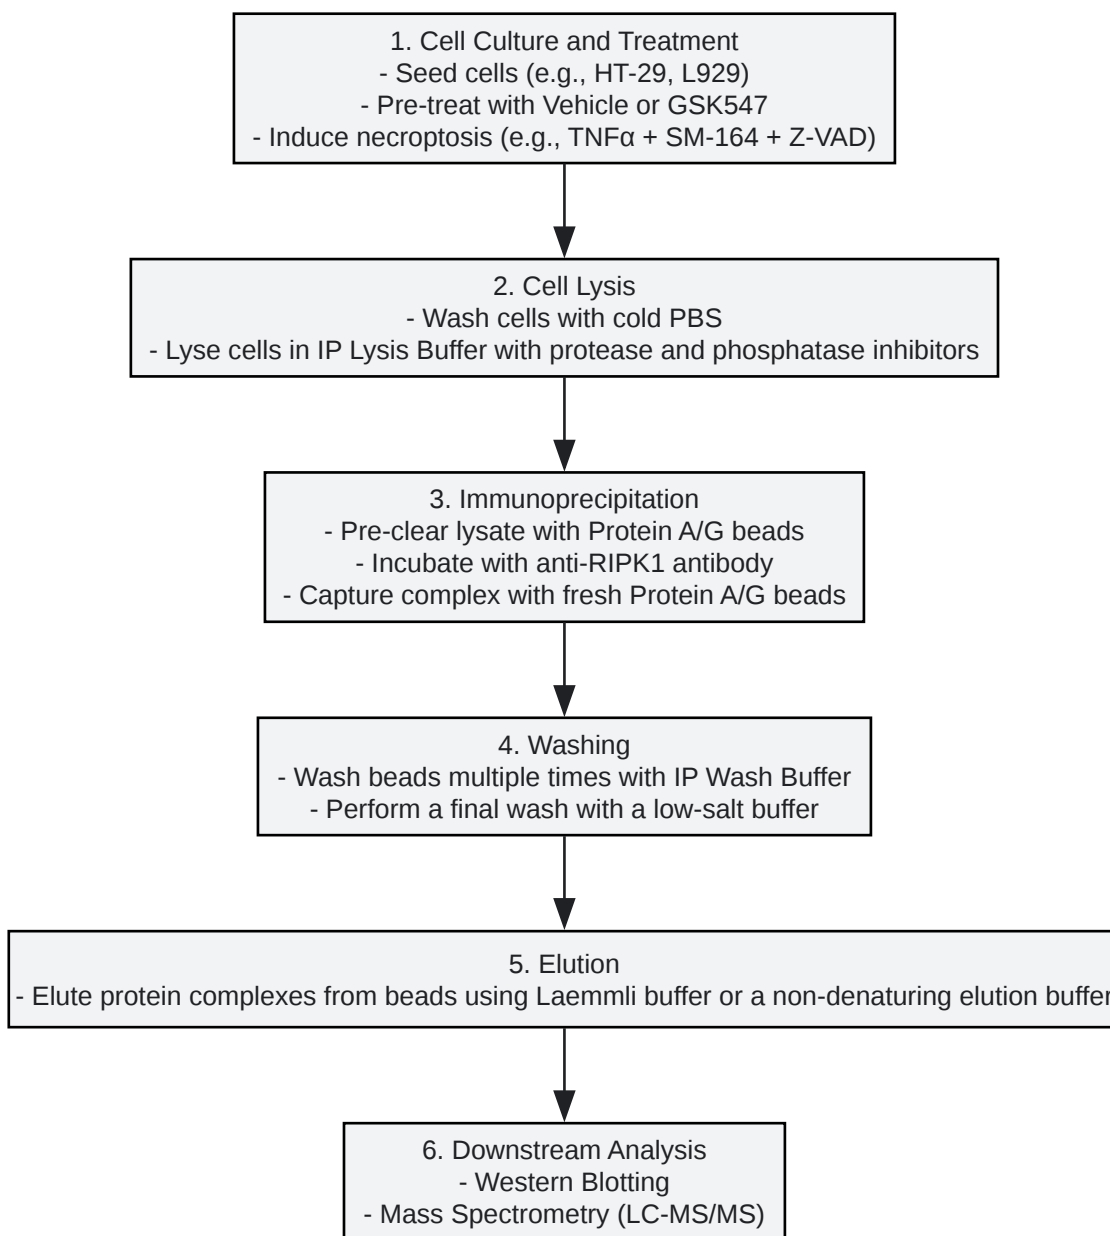 1. Cell Culture and Treatment
- Seed cells (e.g., HT-29, L929)
- Pre-treat with Vehicle or GSK547
- Induce necroptosis (e.g., TNFα + SM-164 + Z-VAD)
2. Cell Lysis
- Wash cells with cold PBS
- Lyse cells in IP Lysis Buffer with protease and phosphatase inhibitors
3. Immunoprecipitation
- Pre-clear lysate with Protein A/G beads
- Incubate with anti-RIPK1 antibody
- Capture complex with fresh Protein A/G beads
4. Washing
- Wash beads multiple times with IP Wash Buffer
- Perform a final wash with a low-salt buffer
5. Elution
- Elute protein complexes from beads using Laemmli buffer or a non-denaturing elution buffer
6. Downstream Analysis
- Western Blotting
- Mass Spectrometry (LC-MS/MS)